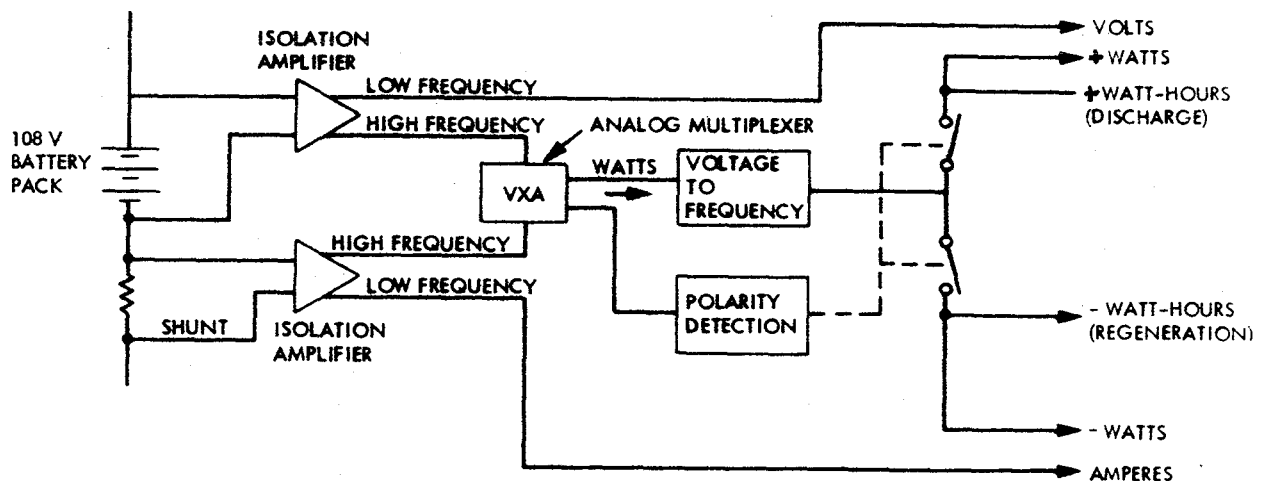 VOLTS
+WATTS
+WATT-HOURS
(DISCHARGE)
ISOLATION
AMPLIFIER
LOW FREQUENCY
HIGH FREQUENCY
ANALOG MULTIPLEXER
108 V
BATTERY
PACK
VXA
WATTS
VOLTAGE
TO
FREQUENCY
HIGH FREQUENCY
LOW FREQUENCY
SHUNT
ISOLATION
AMPLIFIER
POLARITY
DETECTION
- WATT-HOURS
(REGENERATION)
- WATTS
AMPERES